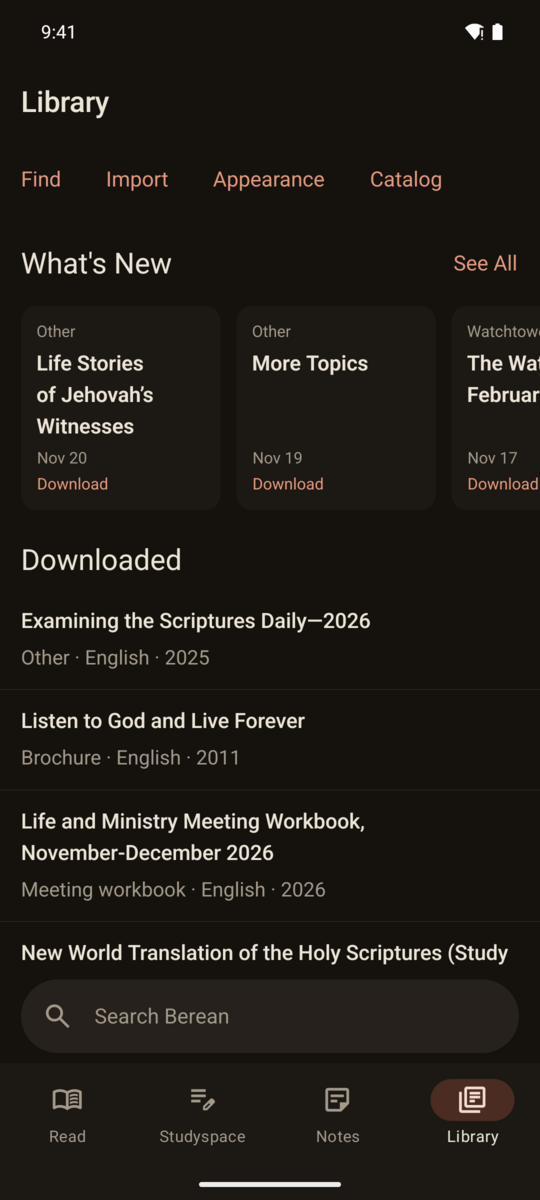 9:41
Library
Find Import Appearance Catalog
What's New See All
Other
Life Stories
of Jehovah’s
Witnesses
Nov 20
Download
Other
More Topics
Nov 19
Download
The
Nov 17
Download
Downloaded
Examining the Scriptures Daily—2026
Other · English · 2025
Listen to God and Live Forever
Brochure · English · 2011
Life and Ministry Meeting Workbook,
November-December 2026
Meeting workbook · English · 2026
New World Translation of the Holy Scriptures (Study
Search Berean
Read Studyspace Notes Library